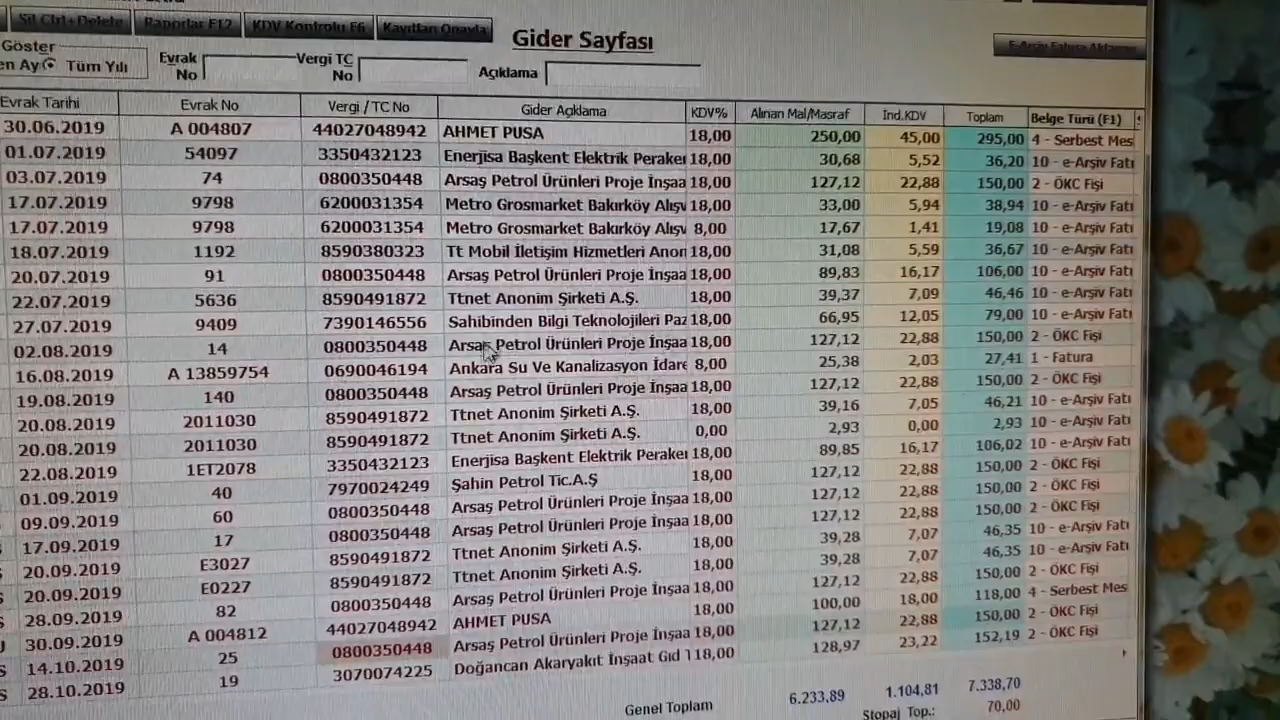 Sil Ctrl+Delete Raporlar F12 KDV Kontrolu F6 Kayıtları Onayla
Gider Sayfası
E-Arşiv Fatura Aktarımı
Göster
en Ay Tüm Yılı
Evrak No
Vergi TC No
Açıklama
Evrak Tarihi Evrak No Vergi / TC No Gider Açıklama KDV% Alınan Mal/Masraf Ind.KDV Toplam Belge Türü (F1)
30.06.2019 A 004807 44027048942 AHMET PUSA 18,00 250,00 45,00 295,00 4 - Serbest Mes
01.07.2019 54097 3350432123 Enerjisa Başkent Elektrik Peraker 18,00 30,68 5,52 36,20 10 - e-Arşiv Fatı
03.07.2019 74 0800350448 Arsaş Petrol Ürünleri Proje İnşaa 18,00 127,12 22,88 150,00 2 - ÖKC Fişi
17.07.2019 9798 6200031354 Metro Grosmarket Bakırköy Alışv 18,00 33,00 5,94 38,94 10 - e-Arşiv Fatı
17.07.2019 9798 6200031354 Metro Grosmarket Bakırköy Alışv 8,00 17,67 1,41 19,08 10 - e-Arşiv Fatı
18.07.2019 1192 8590380323 Tt Mobil İletişim Hizmetleri Anon 18,00 31,08 5,59 36,67 10 - e-Arşiv Fatı
20.07.2019 91 0800350448 Arsaş Petrol Ürünleri Proje İnşaa 18,00 89,83 16,17 106,00 10 - e-Arşiv Fatı
22.07.2019 5636 8590491872 Ttnet Anonim Şirketi A.Ş. 18,00 39,37 7,09 46,46 10 - e-Arşiv Fatı
27.07.2019 9409 7390146556 Sahibinden Bilgi Teknolojileri Paz 18,00 66,95 12,05 79,00 10 - e-Arşiv Fatı
02.08.2019 14 0800350448 Arsaş Petrol Ürünleri Proje İnşaa 18,00 127,12 22,88 150,00 2 - ÖKC Fişi
16.08.2019 A 13859754 0690046194 Ankara Su Ve Kanalizasyon İdare 8,00 25,38 2,03 27,41 1 - Fatura
19.08.2019 140 0800350448 Arsaş Petrol Ürünleri Proje İnşaa 18,00 127,12 22,88 150,00 2 - ÖKC Fişi
20.08.2019 2011030 8590491872 Ttnet Anonim Şirketi A.Ş. 18,00 39,16 7,05 46,21 10 - e-Arşiv Fatı
20.08.2019 2011030 8590491872 Ttnet Anonim Şirketi A.Ş. 0,00 2,93 0,00 2,93 10 - e-Arşiv Fatı
22.08.2019 1ET2078 3350432123 Enerjisa Başkent Elektrik Peraker 18,00 89,85 16,17 106,02 10 - e-Arşiv Fatı
01.09.2019 40 7970024249 Şahin Petrol Tic.A.Ş 18,00 127,12 22,88 150,00 2 - ÖKC Fişi
09.09.2019 60 0800350448 Arsaş Petrol Ürünleri Proje İnşaa 18,00 127,12 22,88 150,00 2 - ÖKC Fişi
17.09.2019 17 0800350448 Arsaş Petrol Ürünleri Proje İnşaa 18,00 127,12 22,88 150,00 2 - ÖKC Fişi
20.09.2019 E3027 8590491872 Ttnet Anonim Şirketi A.Ş. 18,00 39,28 7,07 46,35 10 - e-Arşiv Fatı
20.09.2019 E0227 8590491872 Ttnet Anonim Şirketi A.Ş. 18,00 39,28 7,07 46,35 10 - e-Arşiv Fatı
28.09.2019 82 0800350448 Arsaş Petrol Ürünleri Proje İnşaa 18,00 127,12 22,88 150,00 2 - ÖKC Fişi
30.09.2019 A 004812 44027048942 AHMET PUSA 18,00 100,00 18,00 118,00 4 - Serbest Mes
14.10.2019 25 0800350448 Arsaş Petrol Ürünleri Proje İnşaa 18,00 127,12 22,88 150,00 2 - ÖKC Fişi
28.10.2019 19 3070074225 Doğancan Akaryakıt İnşaat Gıd 18,00 128,97 23,22 152,19 2 - ÖKC Fişi
Genel Toplam 6.233,89 1.104,81 7.338,70
Stopaj Top.: 70,00